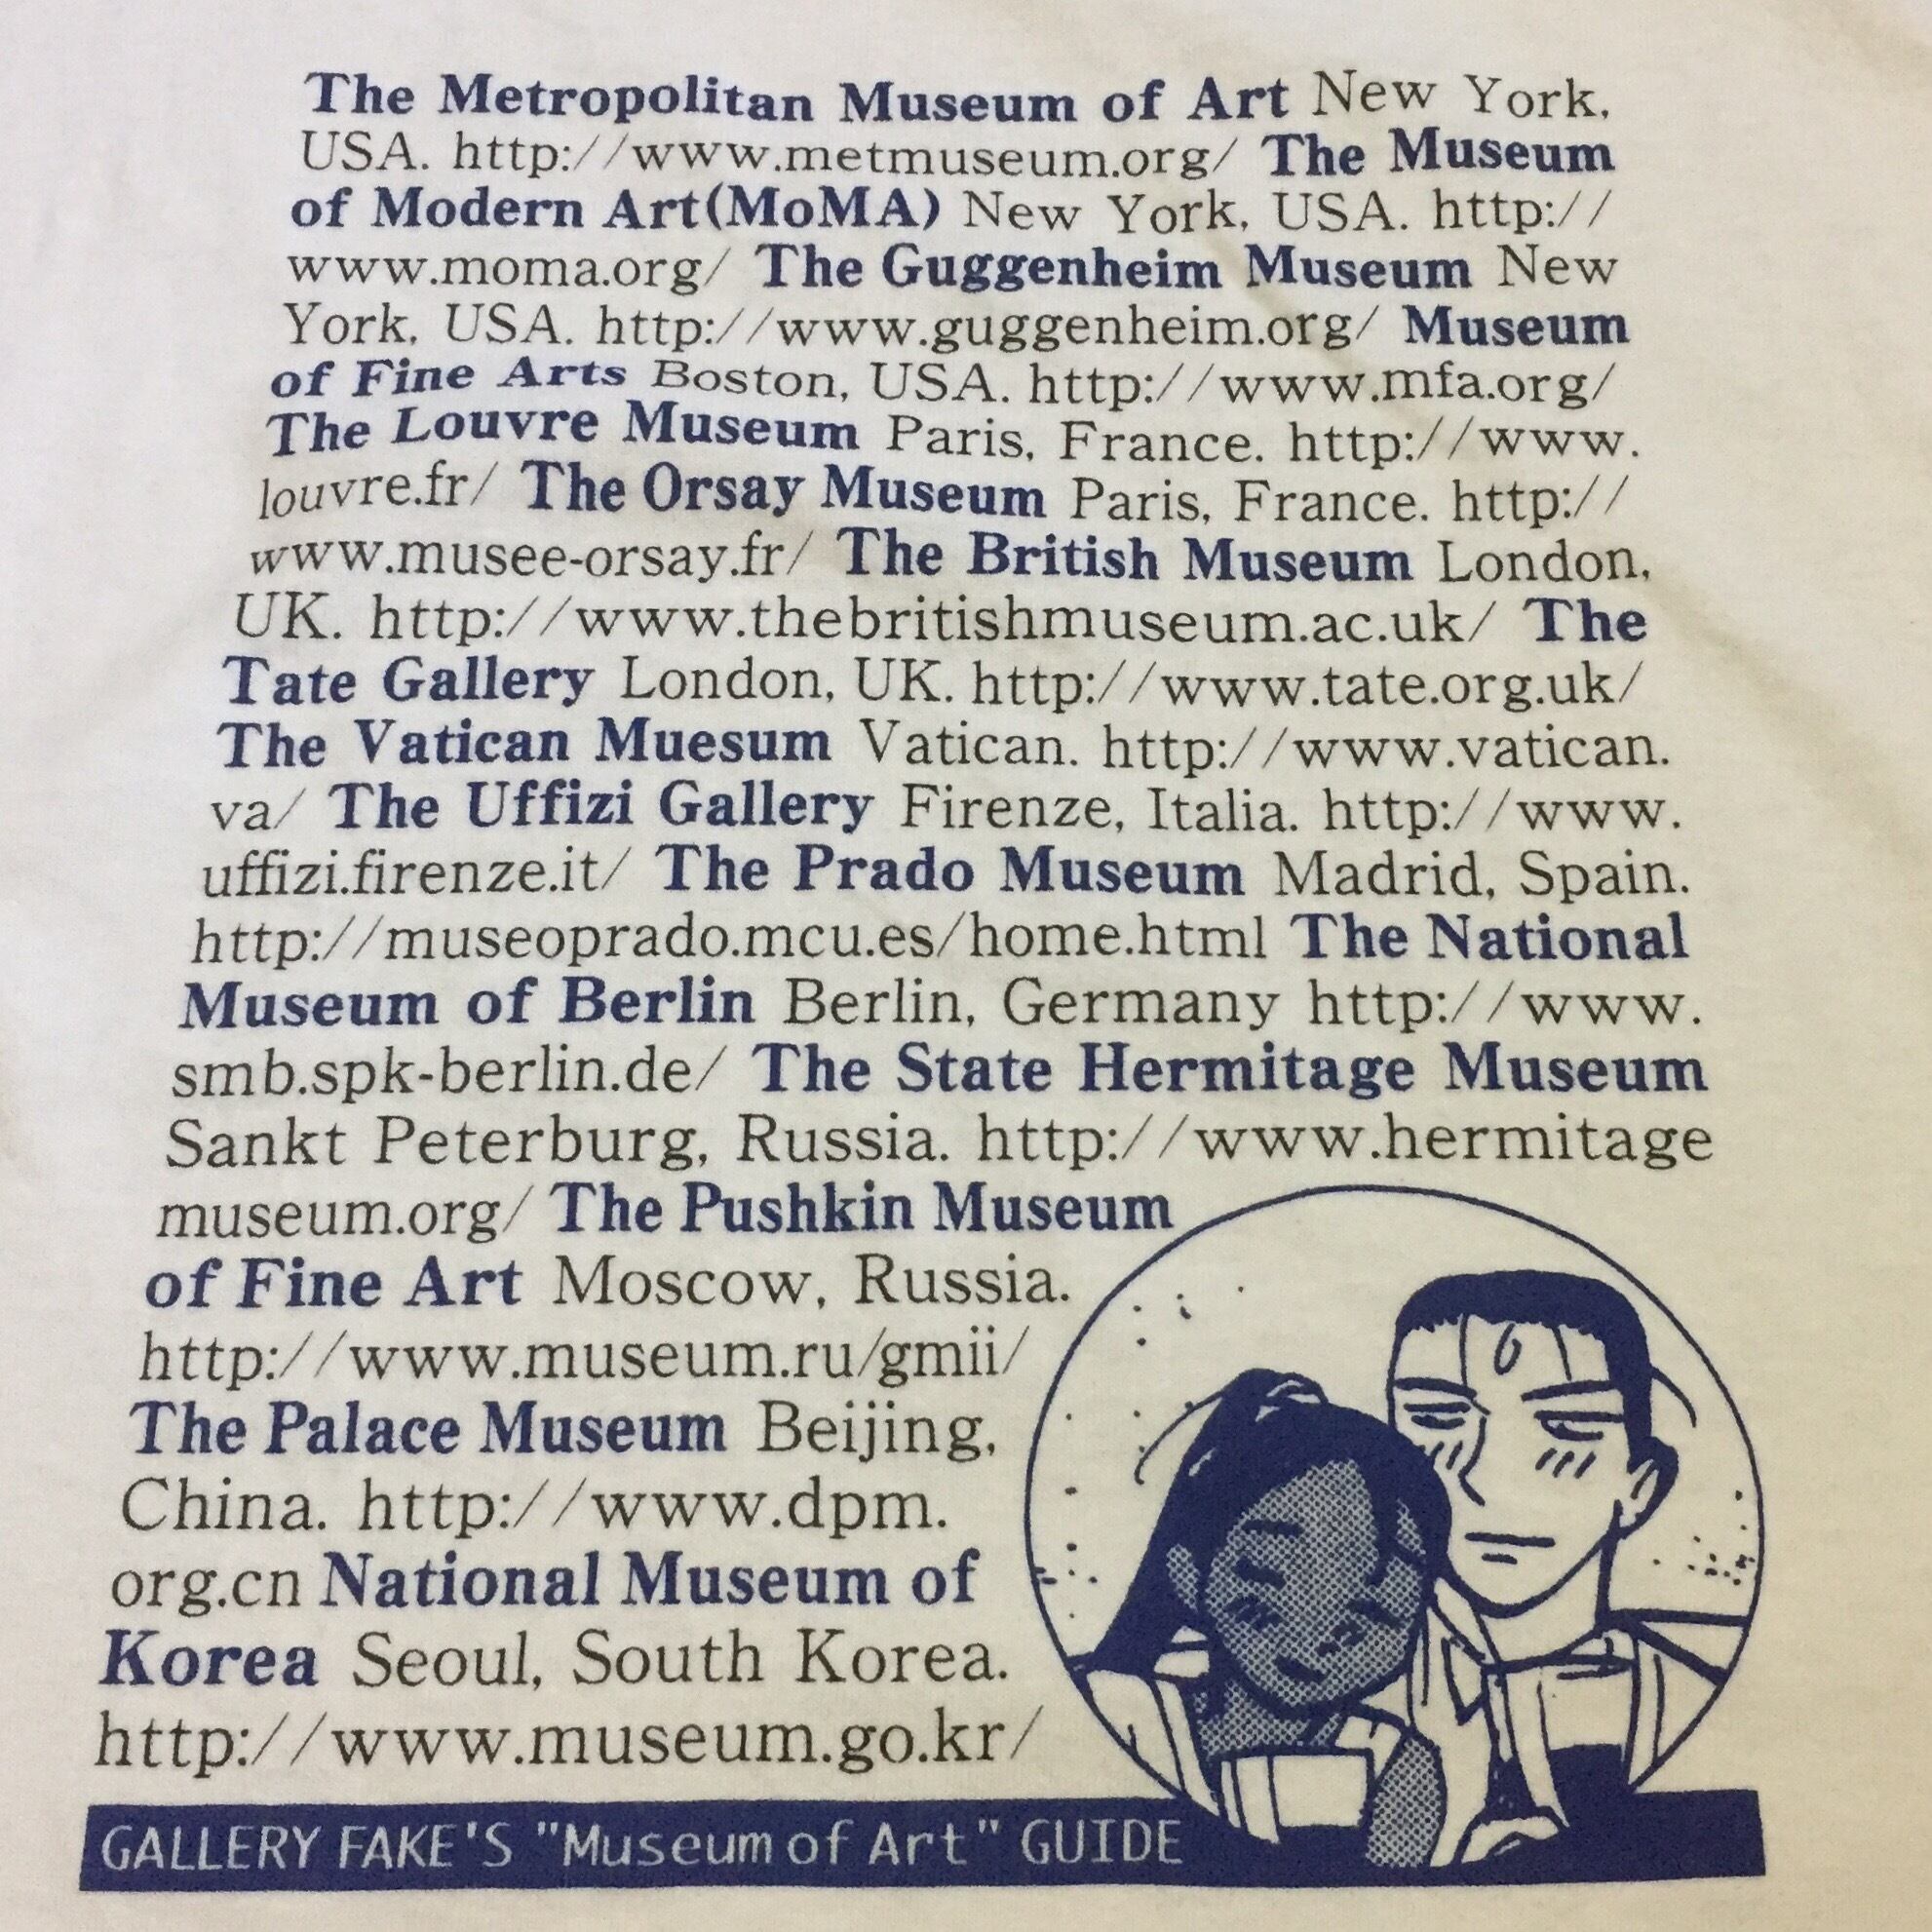 The Metropolitan Museum of Art New York,
USA. http://www.metmuseum.org/ The Museum
of Modern Art(MoMA) New York, USA. http://
www.moma.org/ The Guggenheim Museum New
York, USA. http://www.guggenheim.org/ Museum
of Fine Arts Boston, USA. http://www.mfa.org/
The Louvre Museum Paris, France. http://www.
louvre.fr/ The Orsay Museum Paris, France. http://
www.musee-orsay.fr/ The British Museum London,
UK. http://www.thebritishmuseum.ac.uk/ The
Tate Gallery London, UK. http://www.tate.org.uk/
The Vatican Muesum Vatican. http://www.vatican.
va/ The Uffizi Gallery Firenze, Italia. http://www.
uffizi.firenze.it/ The Prado Museum Madrid, Spain.
http://museoprado.mcu.es/home.html The National
Museum of Berlin Berlin, Germany http://www.
smb.spk-berlin.de/ The State Hermitage Museum
Sankt Peterburg, Russia. http://www.hermitage
museum.org/ The Pushkin Museum
of Fine Art Moscow, Russia.
http://www.museum.ru/gmii/
The Palace Museum Beijing,
China. http://www.dpm.
org.cn National Museum of
Korea Seoul, South Korea.
http://www.museum.go.kr/
GALLERY FAKE'S "Museum of Art" GUIDE